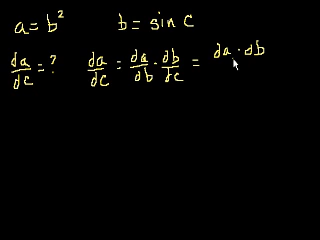 a = b² b = sin c
da/dc = ? da/dc = da/db · db/dc = da · db